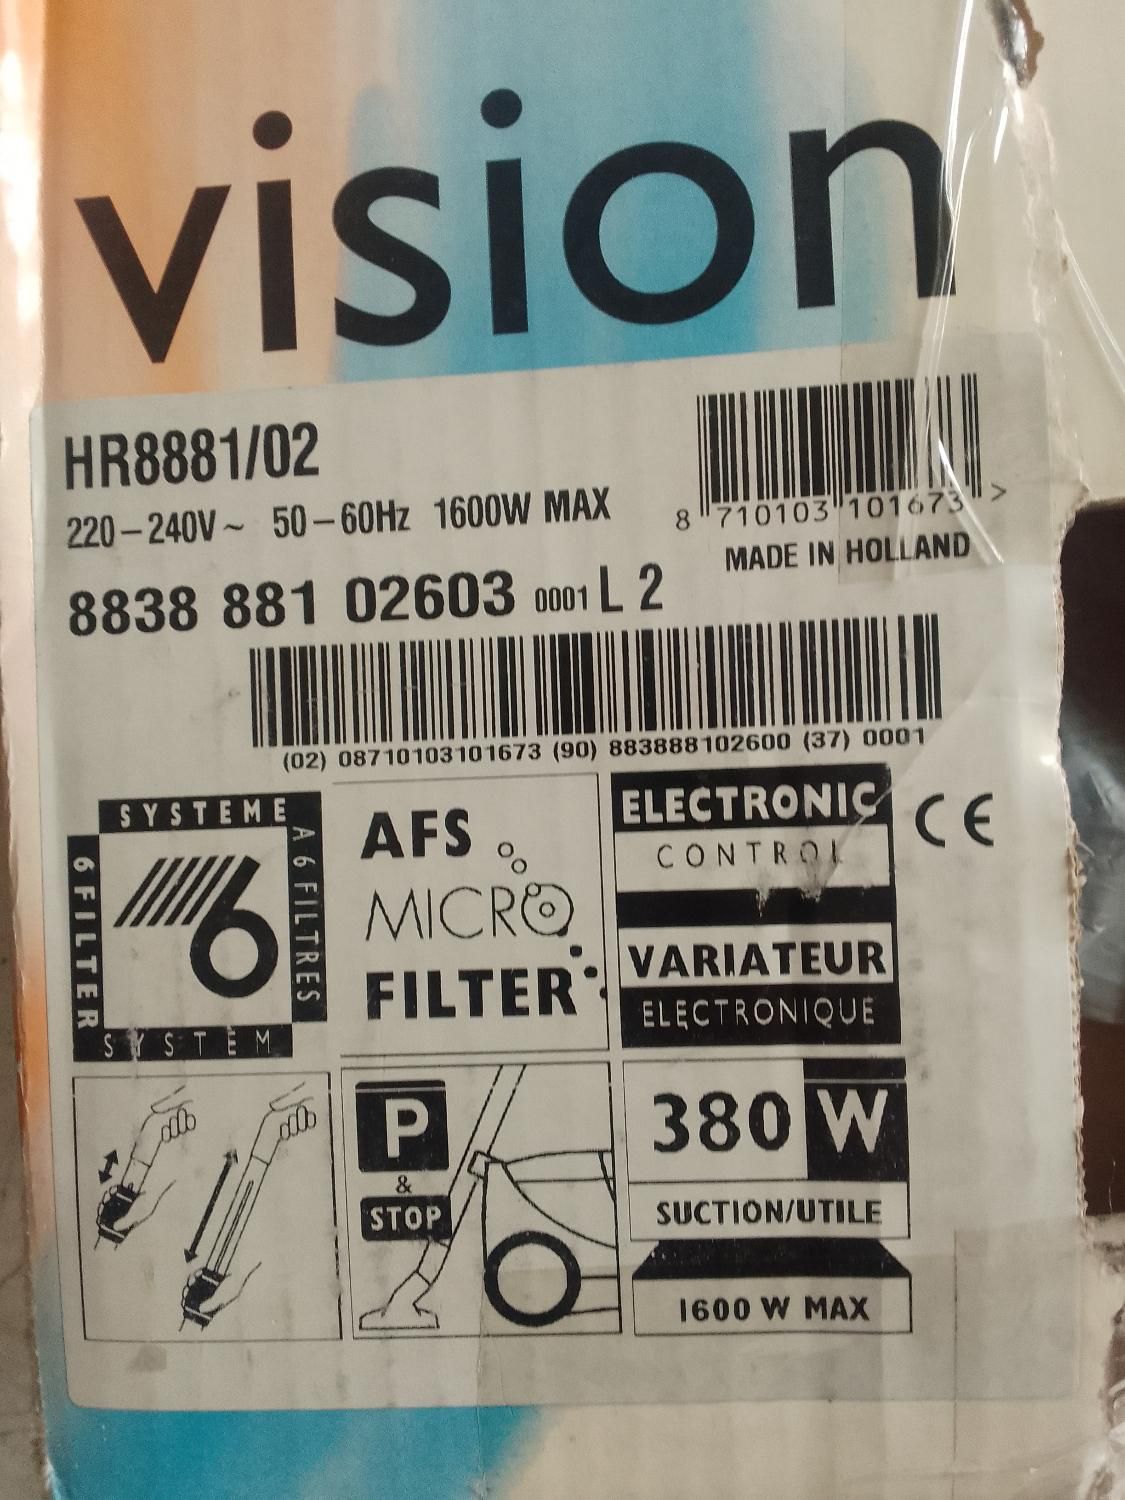 vision
HR8881/02
220–240V~ 50–60Hz 1600W MAX
8 710103 101673 >
MADE IN HOLLAND
8838 881 02603 0001 L 2
(02) 08710103101673 (90) 883888102600 (37) 0001
SYSTEME
A 6 FILTRES
6 FILTER
SYSTEM
6
AFS
MICRO
FILTER
ELECTRONIC
CONTROL
VARIATEUR
ELECTRONIQUE
CE
P
&
STOP
380 W
SUCTION/UTILE
1600 W MAX